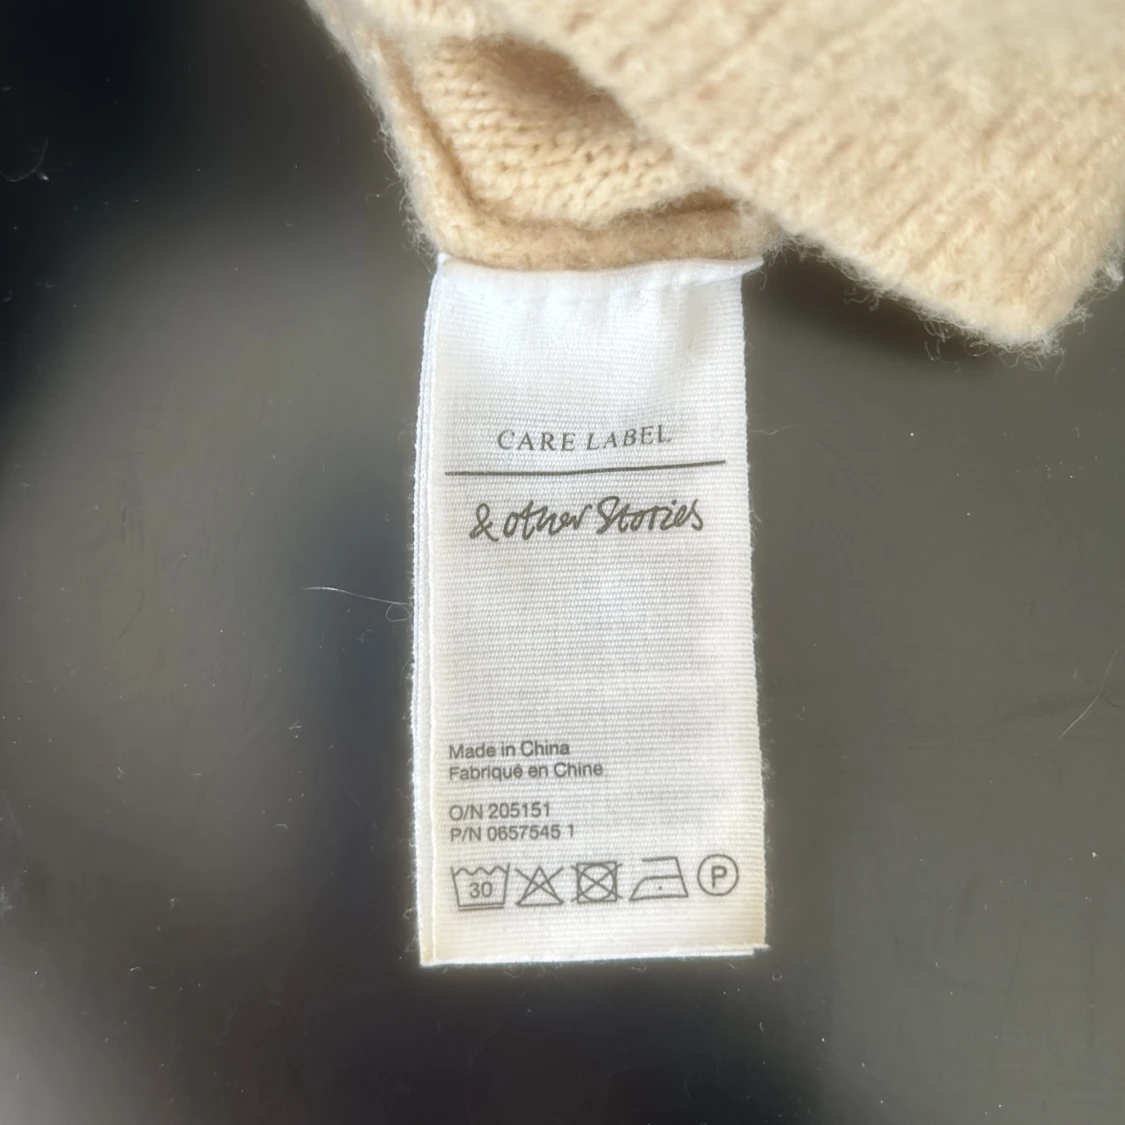 CARE LABEL
& other Stories
Made in China
Fabriqué en Chine
O/N 205151
P/N 0657545 1
30 P